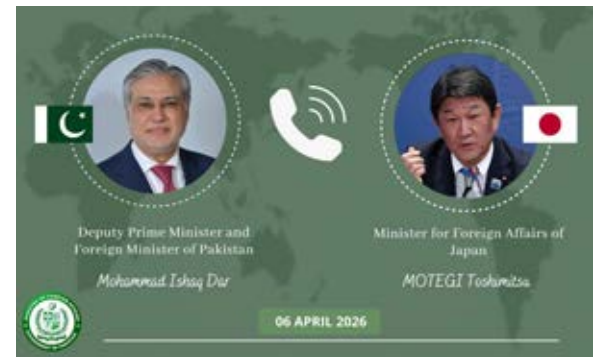 Deputy Prime Minister and
Foreign Minister of Pakistan
Mohammad Ishaq Dar
Minister for Foreign Affairs of
Japan
MOTEGI Toshimitsu
06 APRIL 2026